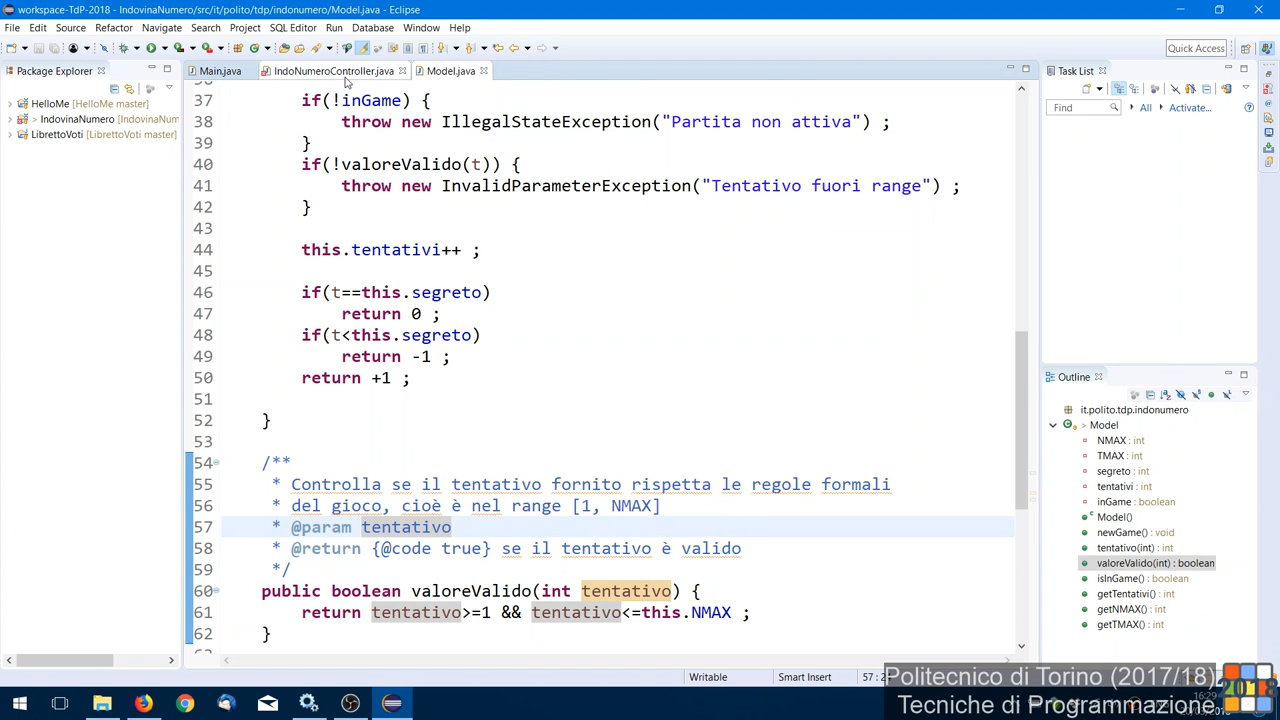 workspace-TdP-2018 - IndovinaNumero/src/it/polito/tdp/indonumero/Model.java - Eclipse
File Edit Source Refactor Navigate Search Project SQL Editor Run Database Window Help
Quick Access
Package Explorer
HelloMe [HelloMe master]
> IndovinaNumero [IndovinaNum
LibrettoVoti [LibrettoVoti master]
Main.java IndoNumeroController.java Model.java
37 if(!inGame) {
38 throw new IllegalStateException("Partita non attiva") ;
39 }
40 if(!valoreValido(t)) {
41 throw new InvalidParameterException("Tentativo fuori range") ;
42 }
43
44 this.tentativi++ ;
45
46 if(t==this.segreto)
47 return 0 ;
48 if(t<this.segreto)
49 return -1 ;
50 return +1 ;
51
52 }
53
54 /**
55 * Controlla se il tentativo fornito rispetta le regole formali
56 * del gioco, cioè è nel range [1, NMAX]
57 * @param tentativo
58 * @return {@code true} se il tentativo è valido
59 */
60 public boolean valoreValido(int tentativo) {
61 return tentativo>=1 && tentativo<=this.NMAX ;
62 }
Task List
Find All Activate...
Outline
it.polito.tdp.indonumero
> Model
NMAX : int
TMAX : int
segreto : int
tentativi : int
inGame : boolean
Model()
newGame() : void
tentativo(int) : int
valoreValido(int) : boolean
isInGame() : boolean
getTentativi() : int
getNMAX() : int
getTMAX() : int
Writable Smart Insert 57 : 2
Politecnico di Torino (2017/18)
Tecniche di Programmazione
2018
16:29